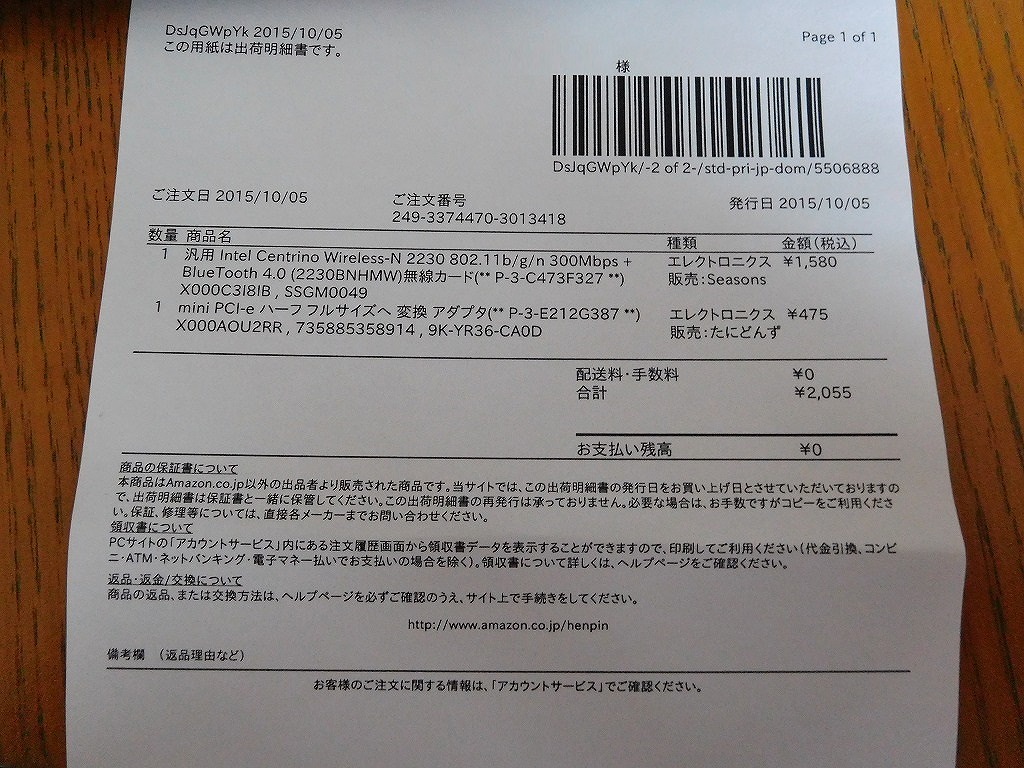 DsJqGWpYk 2015/10/05
この用紙は出荷明細書です。
Page 1 of 1
様
DsJqGWpYk/-2 of 2-/std-pri-jp-dom/5506888
ご注文日 2015/10/05
ご注文番号
249-3374470-3013418
発行日 2015/10/05
数量 商品名 種類 金額(税込)
1 汎用 Intel Centrino Wireless-N 2230 802.11b/g/n 300Mbps + エレクトロニクス ¥1,580
BlueTooth 4.0 (2230BNHMW)無線カード(** P-3-C473F327 **) 販売:Seasons
X000C3I8IB , SSGM0049
1 mini PCI-e ハーフ フルサイズへ 変換 アダプタ(** P-3-E212G387 **) エレクトロニクス ¥475
X000AOU2RR , 735885358914 , 9K-YR36-CA0D 販売:たにどんず
配送料・手数料 ¥0
合計 ¥2,055
お支払い残高 ¥0
商品の保証書について
本商品はAmazon.co.jp以外の出品者より販売された商品です。当サイトでは、この出荷明細書の発行日をお買い上げ日とさせていただいておりますの
で、出荷明細書は保証書と一緒に保管してください。この出荷明細書の再発行は承っておりません。必要な場合は、お手数ですがコピーをご利用くださ
い。保証、修理等については、直接各メーカーまでお問い合わせください。
領収書について
PCサイトの「アカウントサービス」内にある注文履歴画面から領収書データを表示することができますので、印刷してご利用ください(代金引換、コンビ
ニ・ATM・ネットバンキング・電子マネー払いでお支払いの場合を除く)。領収書について詳しくは、ヘルプページをご確認ください。
返品・返金/交換について
商品の返品、または交換方法は、ヘルプページを必ずご確認のうえ、サイト上で手続きをしてください。
http://www.amazon.co.jp/henpin
備考欄 (返品理由など)
お客様のご注文に関する情報は、「アカウントサービス」でご確認ください。